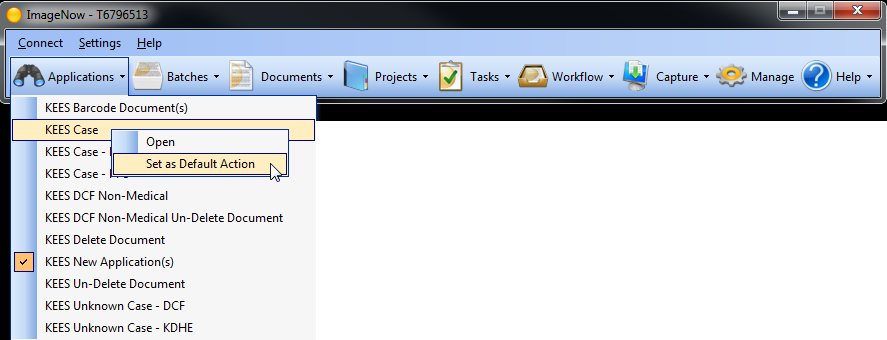 ImageNow - T6796513
Connect Settings Help
Applications Batches Documents Projects Tasks Workflow Capture Manage Help
KEES Barcode Document(s)
KEES Case
Open
KEES Case -
Set as Default Action
KEES Case -
KEES DCF Non-Medical
KEES DCF Non-Medical Un-Delete Document
KEES Delete Document
KEES New Application(s)
KEES Un-Delete Document
KEES Unknown Case - DCF
KEES Unknown Case - KDHE